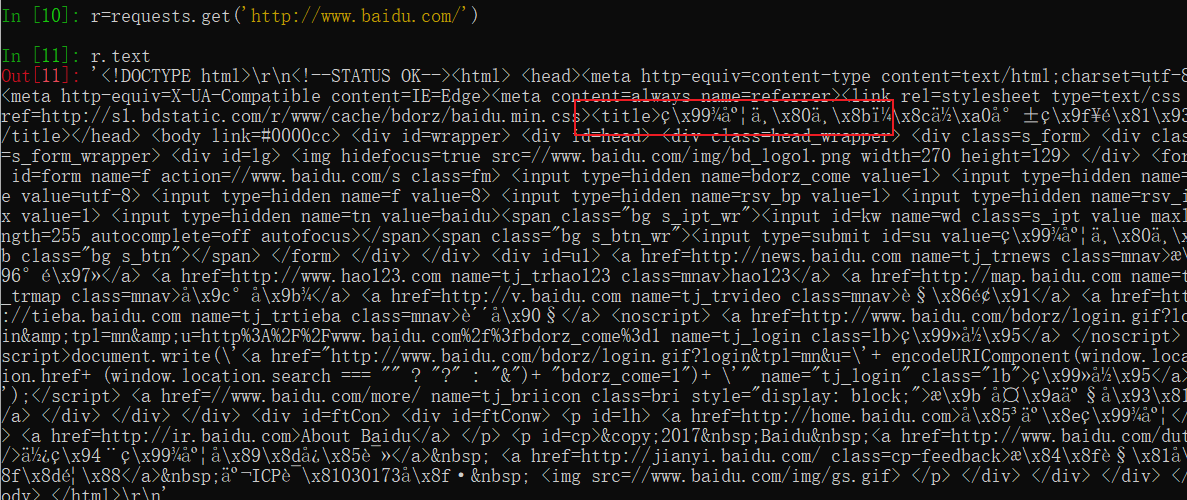 In [10]: r=requests.get('http://www.baidu.com/')
In [11]: r.text
Out[11]: '<!DOCTYPE html>\r\n<!--STATUS OK--><html> <head><meta http-equiv=content-type content=text/html;charset=utf-8
<meta http-equiv=X-UA-Compatible content=IE=Edge><meta content=always name=referrer><link rel=stylesheet type=text/css
ref=http://s1.bdstatic.com/r/www/cache/bdorz/baidu.min.css><title>ç\x99¾åº¦ä¸\x80ä¸\x8bï¼\x8cä½\xa0å°±ç\x9f¥é\x81\x93
/title></head> <body link=#0000cc> <div id=wrapper> <div id=head> <div class=head_wrapper> <div class=s_form> <div clas
=s_form_wrapper> <div id=lg> <img hidefocus=true src=//www.baidu.com/img/bd_logo1.png width=270 height=129> </div> <for
 id=form name=f action=//www.baidu.com/s class=fm> <input type=hidden name=bdorz_come value=1> <input type=hidden name=
e value=utf-8> <input type=hidden name=f value=8> <input type=hidden name=rsv_bp value=1> <input type=hidden name=rsv_i
x value=1> <input type=hidden name=tn value=baidu><span class="bg s_ipt_wr"><input id=kw name=wd class=s_ipt value maxl
ngth=255 autocomplete=off autofocus></span><span class="bg s_btn_wr"><input type=submit id=su value=ç\x99¾åº¦ä¸\x80ä¸\x
b class="bg s_btn"></span> </form> </div> </div> <div id=u1> <a href=http://news.baidu.com name=tj_trnews class=mnav>æ\
96°é\x97»</a> <a href=http://www.hao123.com name=tj_trhao123 class=mnav>hao123</a> <a href=http://map.baidu.com name=t
_trmap class=mnav>å\x9c°å\x9b¾</a> <a href=http://v.baidu.com name=tj_trvideo class=mnav>è§\x86é¢\x91</a> <a href=http
://tieba.baidu.com name=tj_trtieba class=mnav>è´´å\x90§</a> <noscript> <a href=http://www.baidu.com/bdorz/login.gif?lo
in&amp;tpl=mn&amp;u=http%3A%2F%2Fwww.baidu.com%2f%3fbdorz_come%3d1 name=tj_login class=lb>ç\x99»å½\x95</a> </noscript>
script>document.write(\'<a href="http://www.baidu.com/bdorz/login.gif?login&tpl=mn&u=\'+ encodeURIComponent(window.loca
ion.href+ (window.location.search === "" ? "?" : "&")+ "bdorz_come=1")+ \'" name="tj_login" class="lb">ç\x99»å½\x95</a>
');</script> <a href=//www.baidu.com/more/ name=tj_briicon class=bri style="display: block;">æ\x9b´å¤\x9aäº§å\x93\x81
/a> </div> </div> </div> <div id=ftCon> <div id=ftConw> <p id=lh> <a href=http://home.baidu.com>å\x85³äº\x8eç\x99¾åº¦</
> <a href=http://ir.baidu.com>About Baidu</a> </p> <p id=cp>&copy;2017&nbsp;Baidu&nbsp;<a href=http://www.baidu.com/dut
/>ä½¿ç\x94¨ç\x99¾åº¦å\x89\x8då¿\x85è¯»</a>&nbsp; <a href=http://jianyi.baidu.com/ class=cp-feedback>æ\x84\x8fè§\x81å\
8f\x8dé¦\x88</a>&nbsp;äº¬ICPè¯\x81030173å\x8f·&nbsp; <img src=//www.baidu.com/img/gs.gif> </p> </div> </div> </div> </
ody> </html>\r\n'